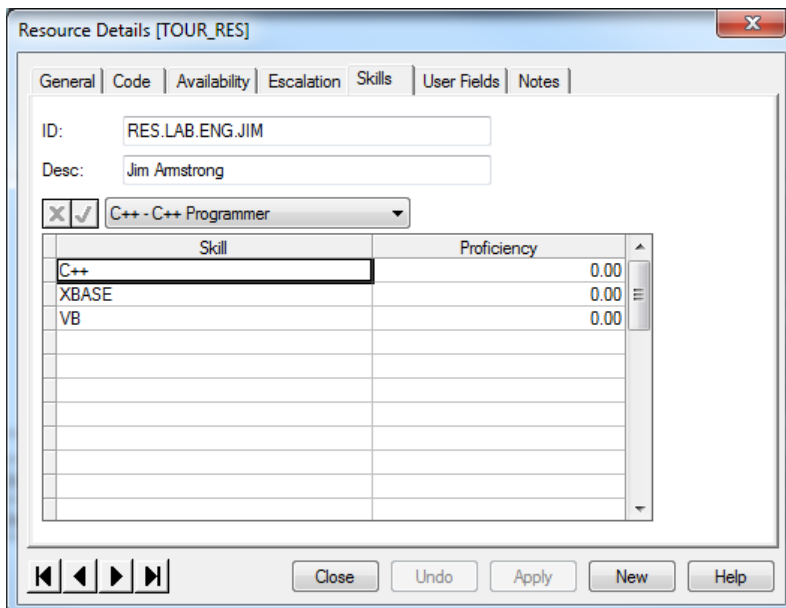 Resource Details [TOUR_RES]
General Code Availability Escalation Skills User Fields Notes
ID: RES.LAB.ENG.JIM
Desc: Jim Armstrong
C++ - C++ Programmer
Skill Proficiency
C++ 0.00
XBASE 0.00
VB 0.00
Close Undo Apply New Help